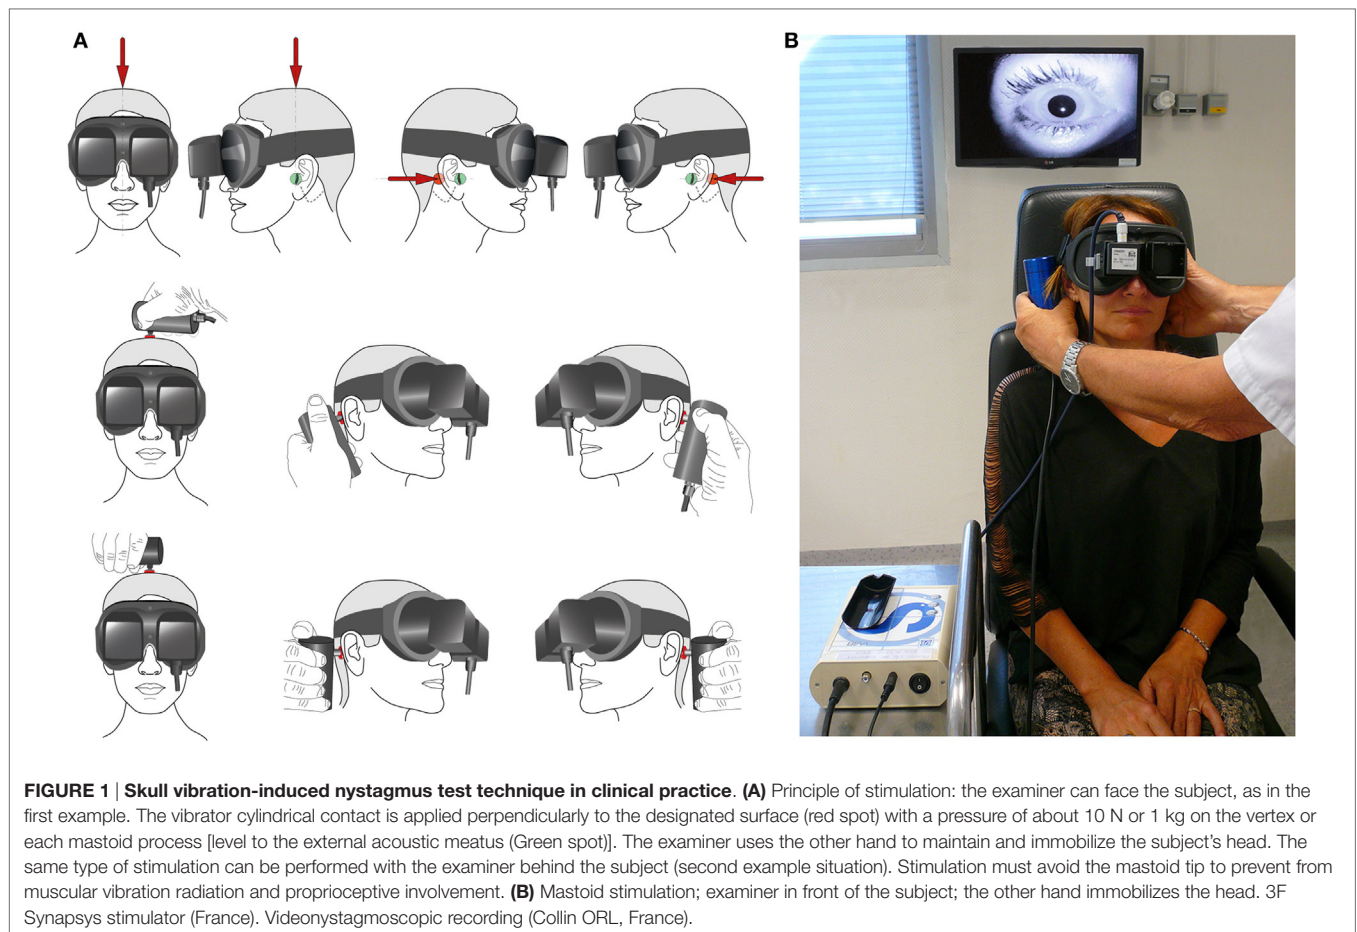 A
B
FIGURE 1 | Skull vibration-induced nystagmus test technique in clinical practice. (A) Principle of stimulation: the examiner can face the subject, as in the
first example. The vibrator cylindrical contact is applied perpendicularly to the designated surface (red spot) with a pressure of about 10 N or 1 kg on the vertex or
each mastoid process [level to the external acoustic meatus (Green spot)]. The examiner uses the other hand to maintain and immobilize the subject's head. The
same type of stimulation can be performed with the examiner behind the subject (second example situation). Stimulation must avoid the mastoid tip to prevent from
muscular vibration radiation and proprioceptive involvement. (B) Mastoid stimulation; examiner in front of the subject; the other hand immobilizes the head. 3F
Synapsys stimulator (France). Videonystagmoscopic recording (Collin ORL, France).